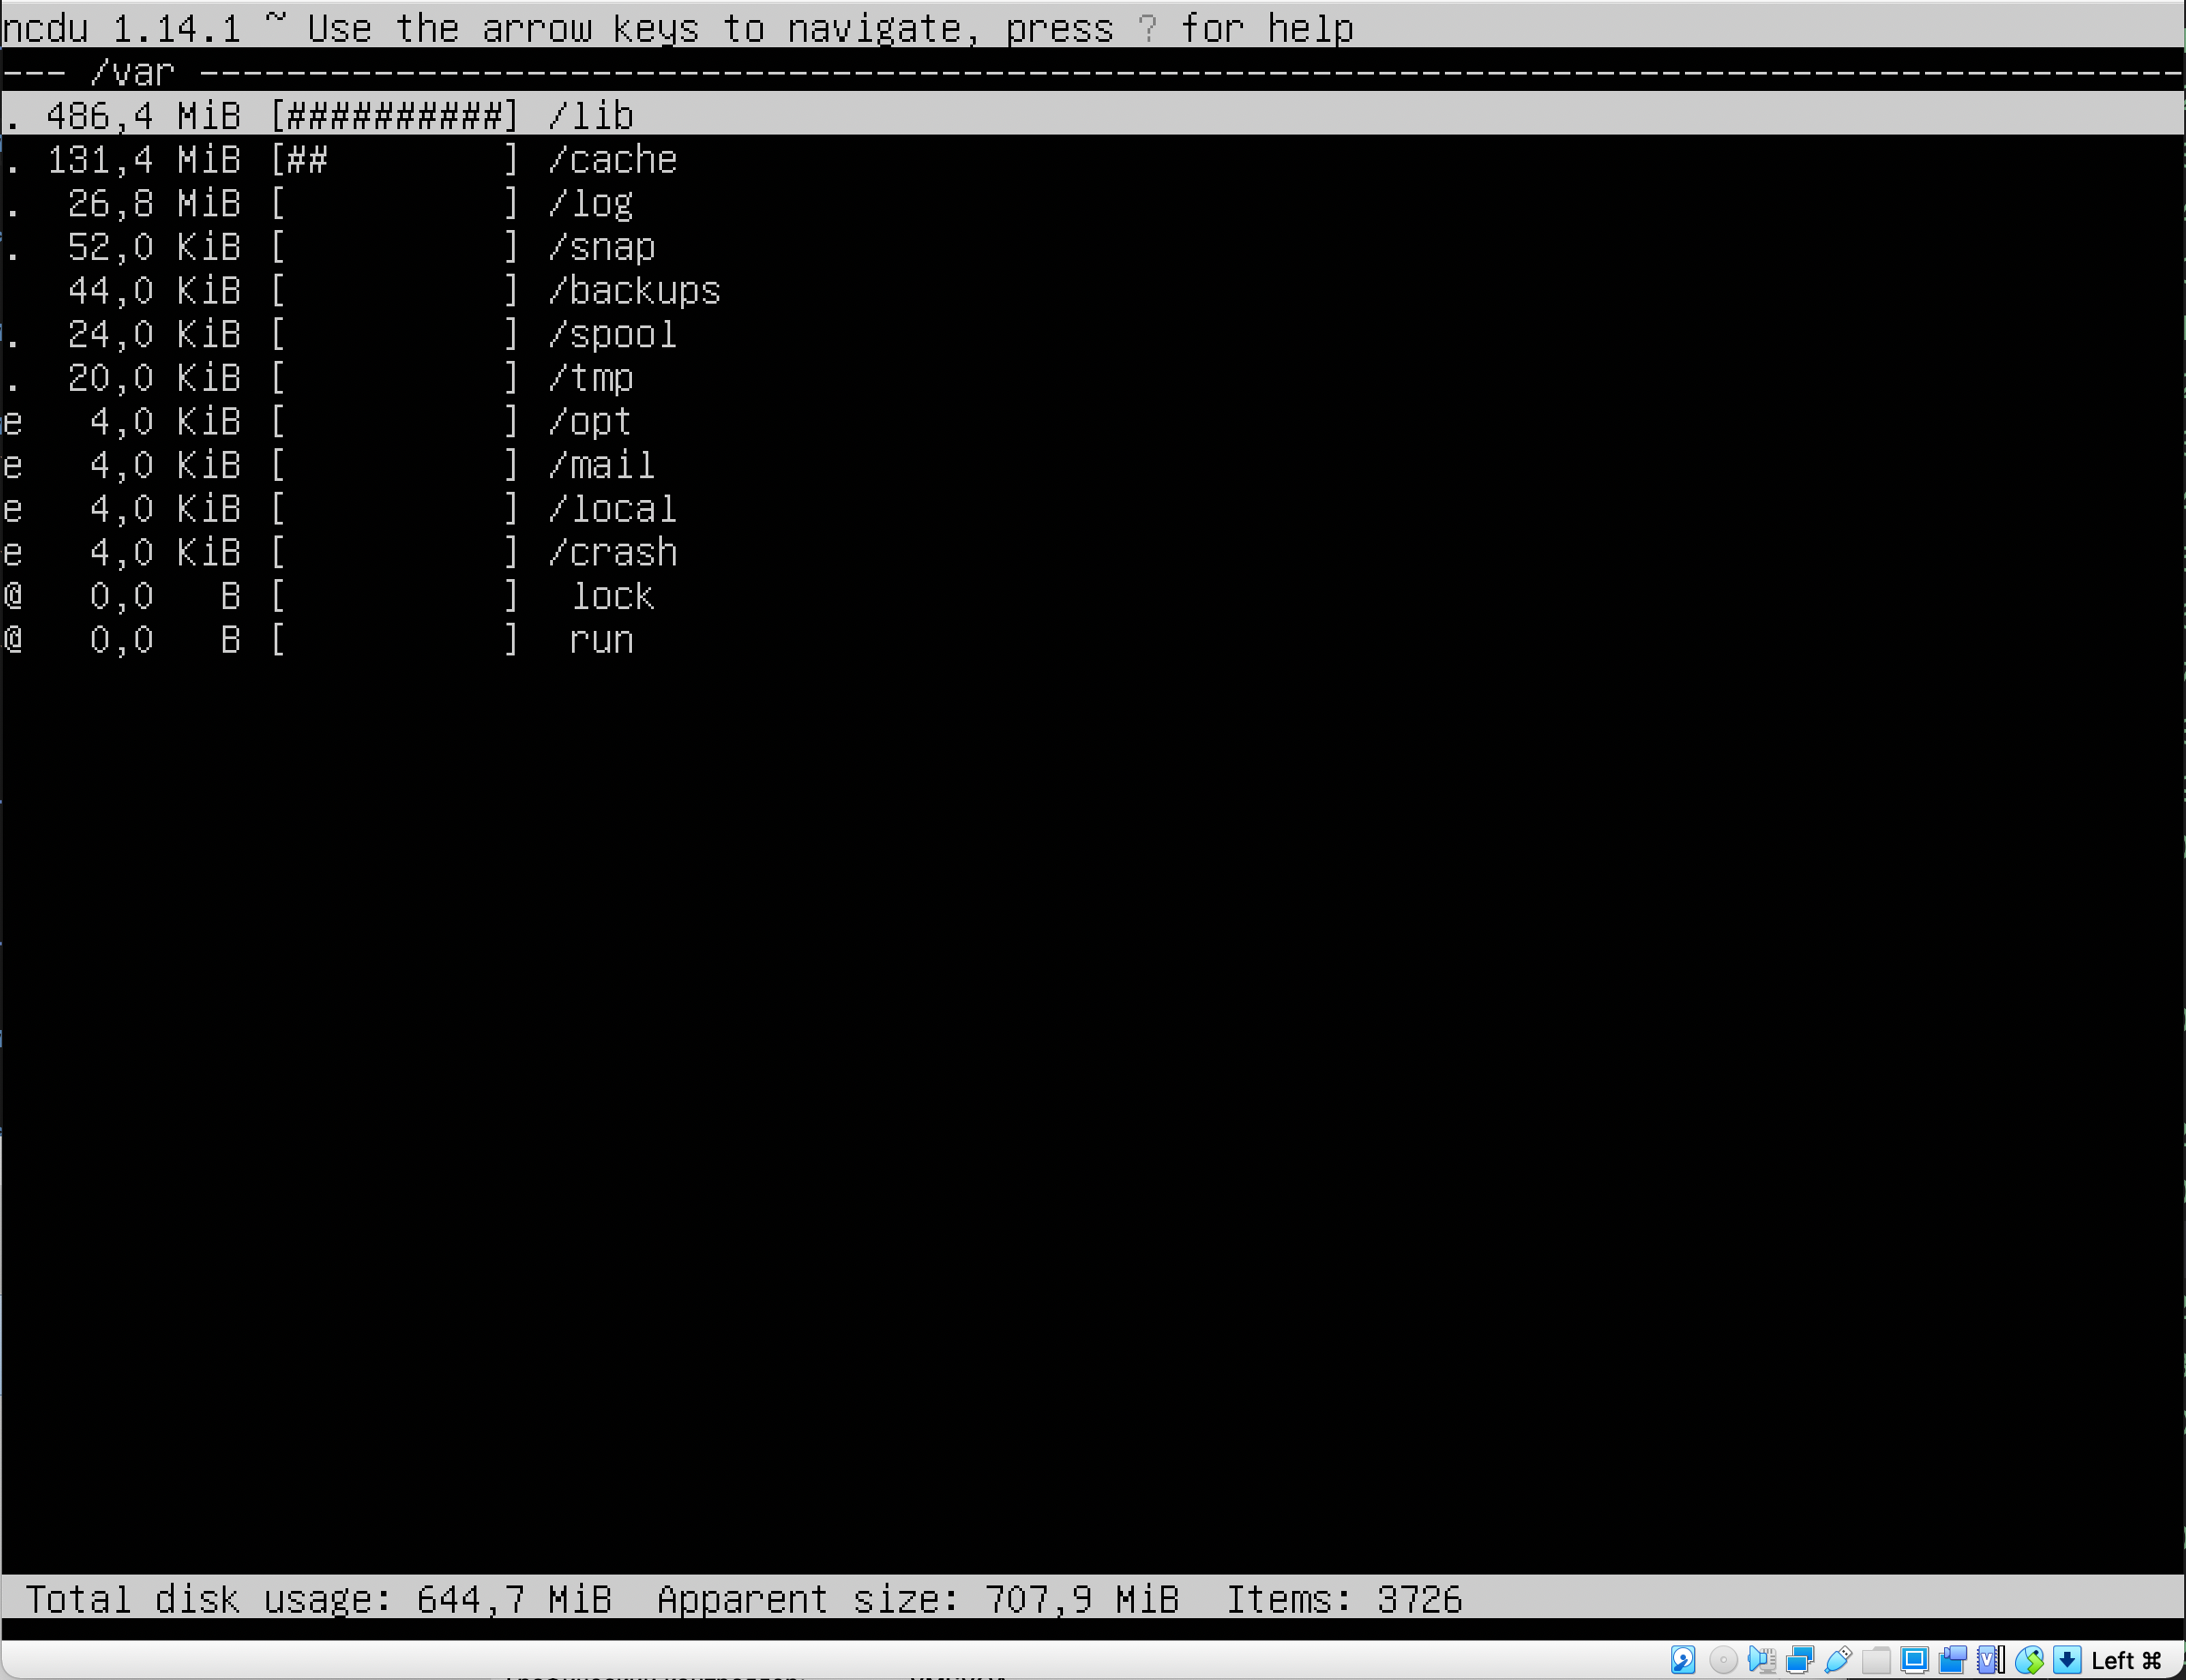 ncdu 1.14.1 ~ Use the arrow keys to navigate, press ? for help
--- /var -------------------------------------------------------------------------------------------
. 486,4 MiB [##########] /lib
. 131,4 MiB [##        ] /cache
.  26,8 MiB [          ] /log
.  52,0 KiB [          ] /snap
   44,0 KiB [          ] /backups
.  24,0 KiB [          ] /spool
.  20,0 KiB [          ] /tmp
e   4,0 KiB [          ] /opt
e   4,0 KiB [          ] /mail
e   4,0 KiB [          ] /local
e   4,0 KiB [          ] /crash
@   0,0   B [          ]  lock
@   0,0   B [          ]  run
Total disk usage: 644,7 MiB  Apparent size: 707,9 MiB  Items: 3726
Left ⌘